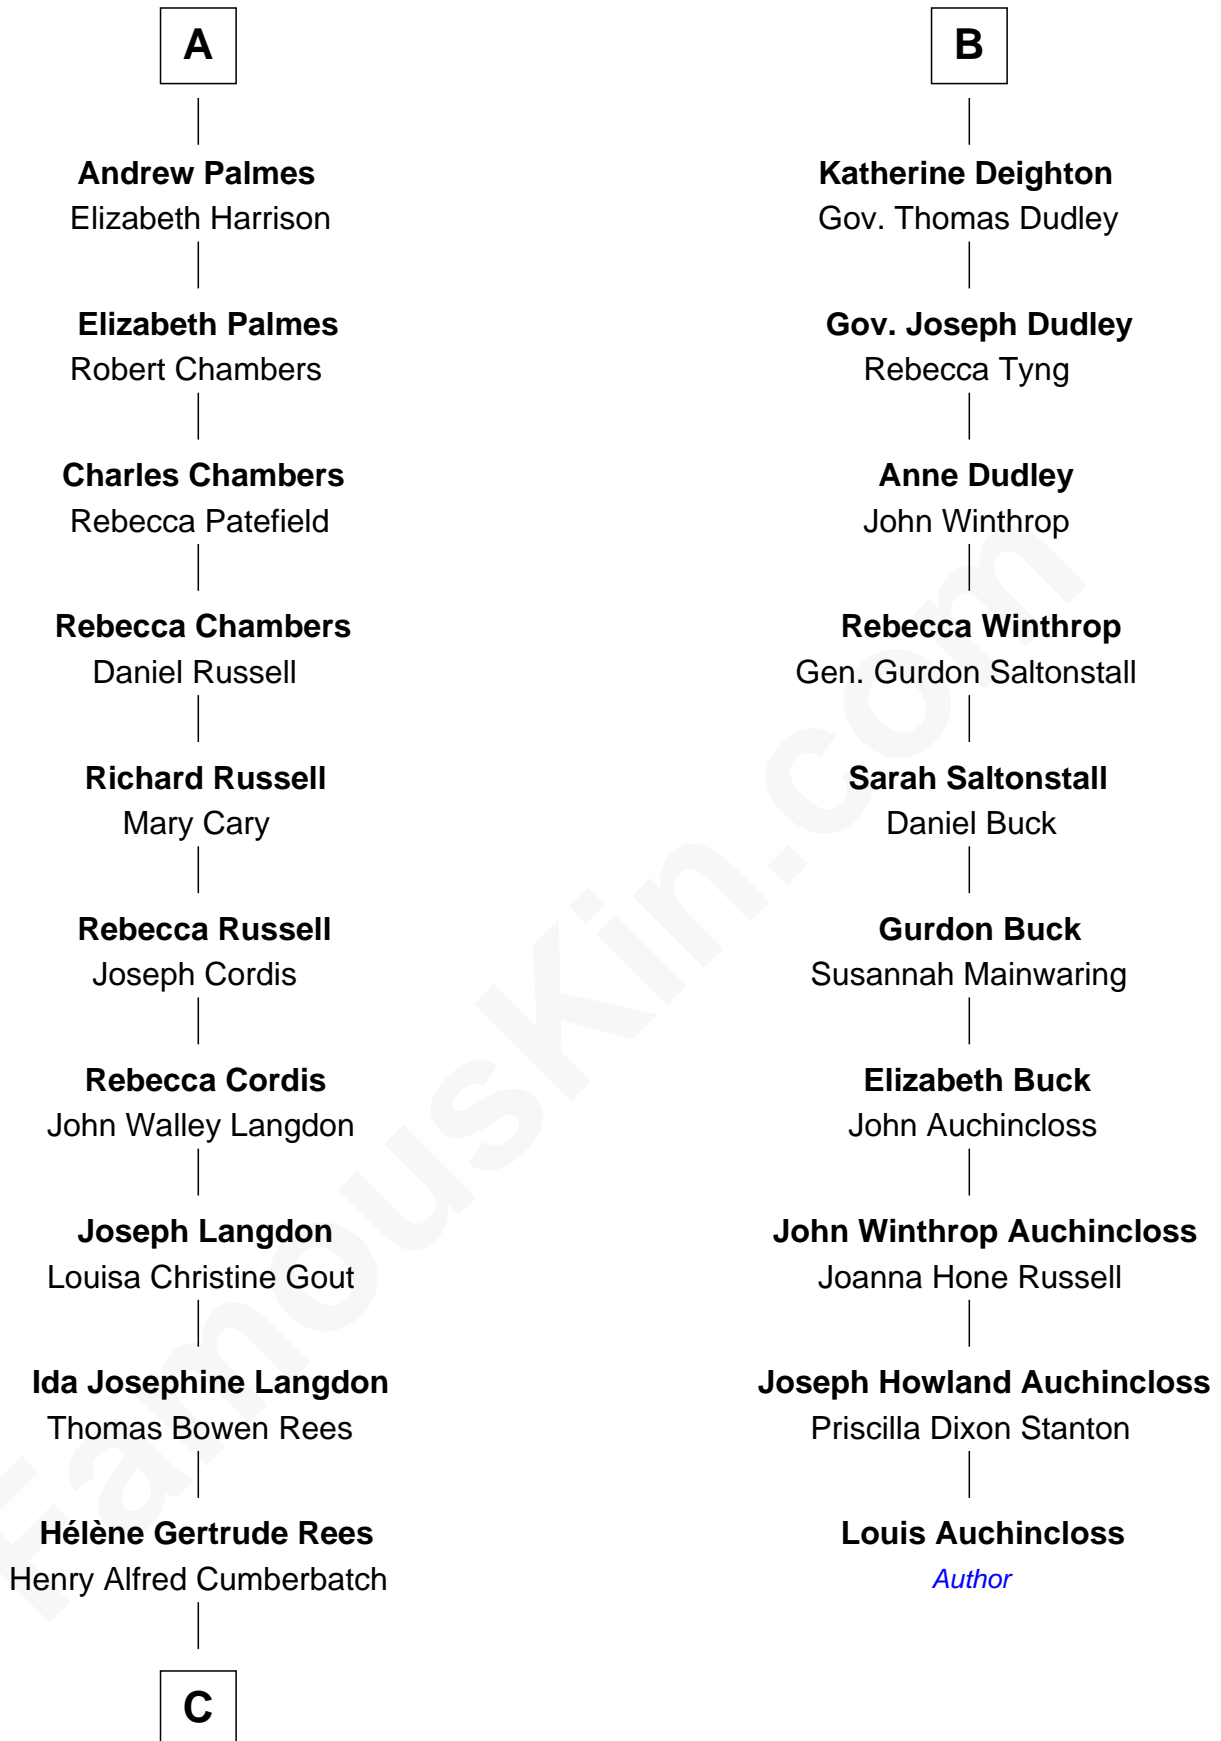 A
Andrew Palmes
Elizabeth Harrison
Elizabeth Palmes
Robert Chambers
Charles Chambers
Rebecca Patefield
Rebecca Chambers
Daniel Russell
Richard Russell
Mary Cary
Rebecca Russell
Joseph Cordis
Rebecca Cordis
John Walley Langdon
Joseph Langdon
Louisa Christine Gout
Ida Josephine Langdon
Thomas Bowen Rees
Hélène Gertrude Rees
Henry Alfred Cumberbatch
C
B
Katherine Deighton
Gov. Thomas Dudley
Gov. Joseph Dudley
Rebecca Tyng
Anne Dudley
John Winthrop
Rebecca Winthrop
Gen. Gurdon Saltonstall
Sarah Saltonstall
Daniel Buck
Gurdon Buck
Susannah Mainwaring
Elizabeth Buck
John Auchincloss
John Winthrop Auchincloss
Joanna Hone Russell
Joseph Howland Auchincloss
Priscilla Dixon Stanton
Louis Auchincloss
Author
FamousKin.com